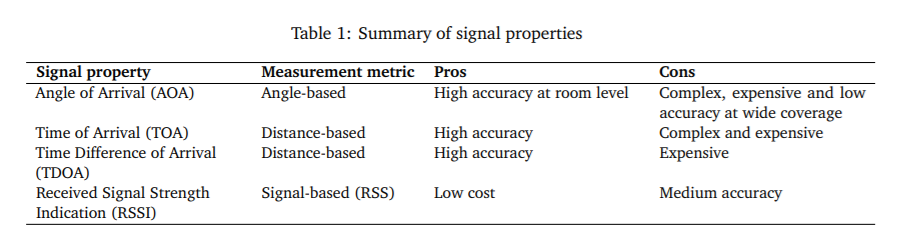 Table 1: Summary of signal properties
Signal property Measurement metric Pros Cons
Angle of Arrival (AOA) Angle-based High accuracy at room level Complex, expensive and low
accuracy at wide coverage
Time of Arrival (TOA) Distance-based High accuracy Complex and expensive
Time Difference of Arrival Distance-based High accuracy Expensive
(TDOA)
Received Signal Strength Signal-based (RSS) Low cost Medium accuracy
Indication (RSSI)